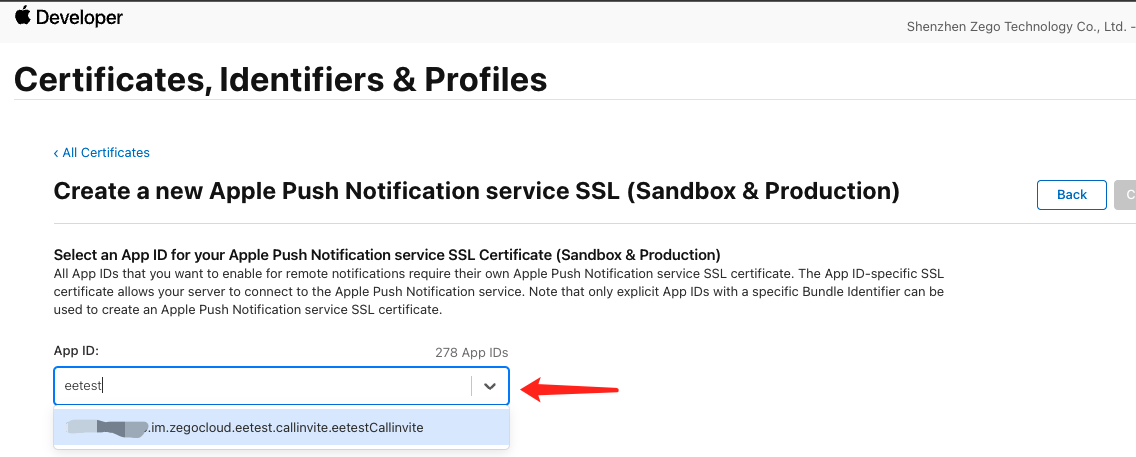 Developer
Shenzhen Zego Technology Co., Ltd. -
Certificates, Identifiers & Profiles
‹ All Certificates
Create a new Apple Push Notification service SSL (Sandbox & Production)
Back
C
Select an App ID for your Apple Push Notification service SSL Certificate (Sandbox & Production)
All App IDs that you want to enable for remote notifications require their own Apple Push Notification service SSL certificate. The App ID-specific SSL
certificate allows your server to connect to the Apple Push Notification service. Note that only explicit App IDs with a specific Bundle Identifier can be
used to create an Apple Push Notification service SSL certificate.
App ID:
278 App IDs
eetest
.im.zegocloud.eetest.callinvite.eetestCallinvite